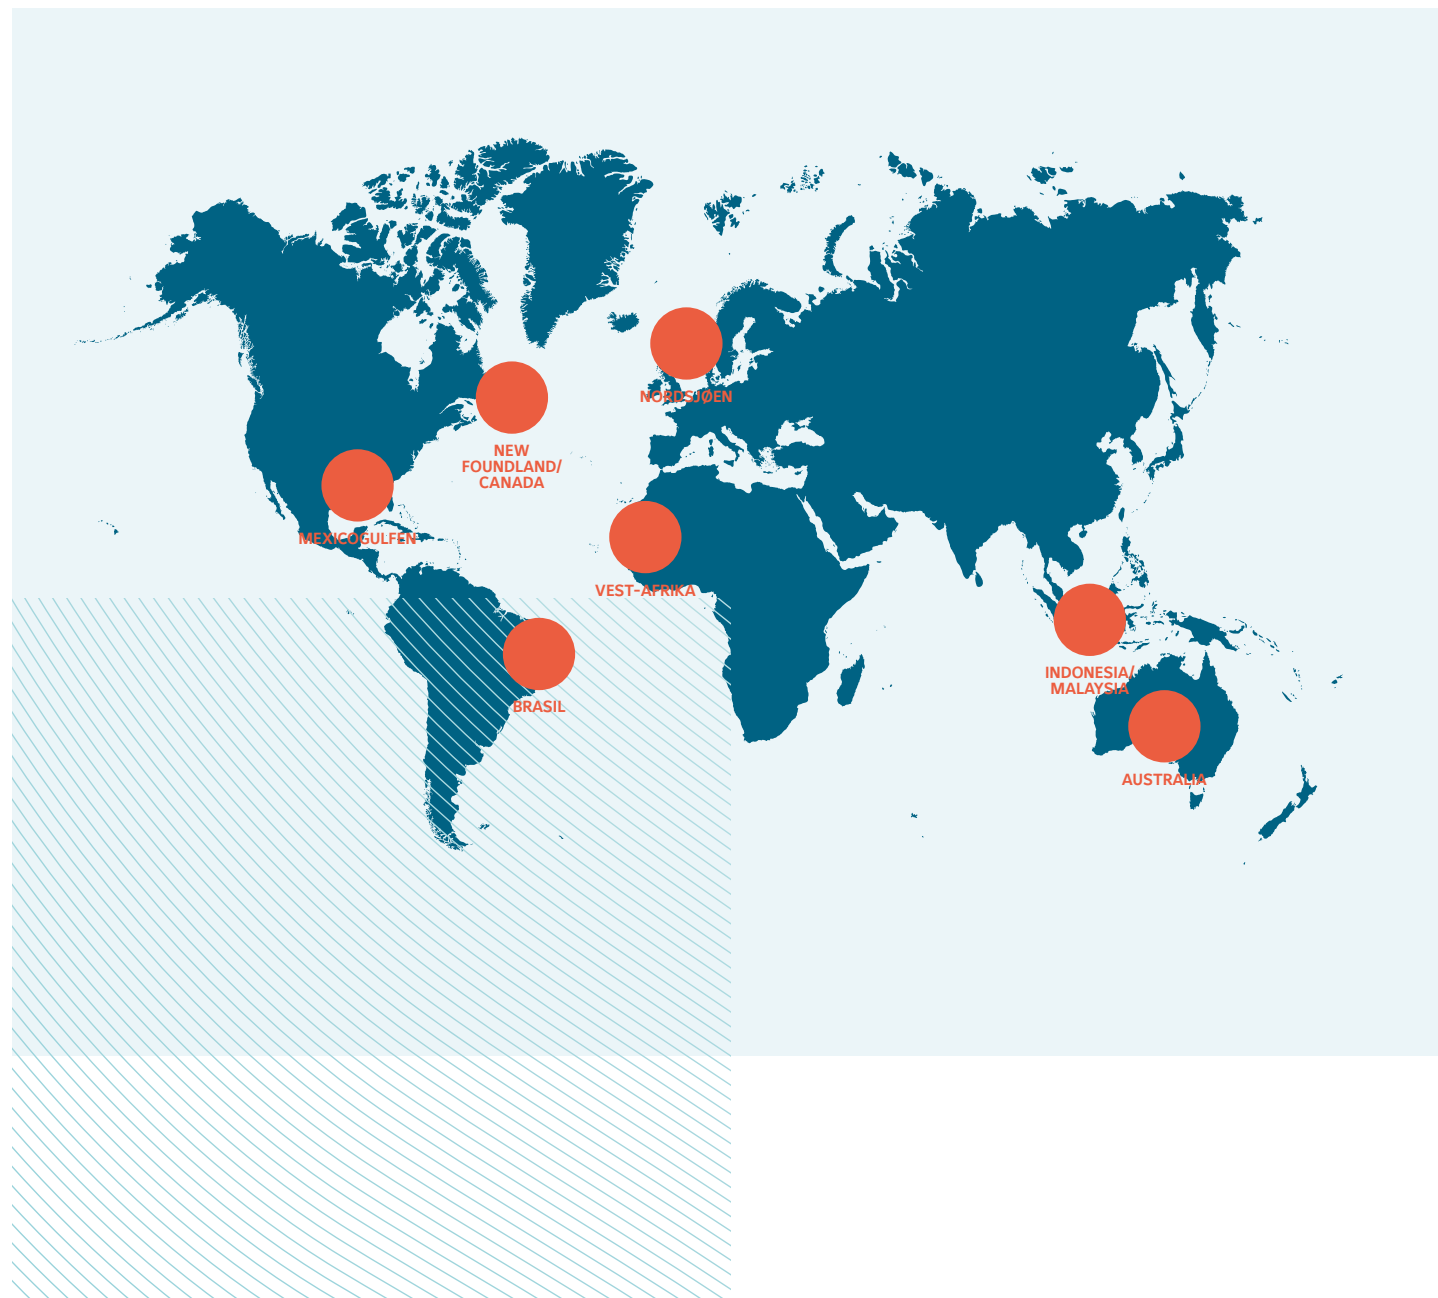 NORDSJØEN
NEW
FOUNDLAND/
CANADA
MEXICOGULFEN
VEST-AFRIKA
BRASIL
INDONESIA/
MALAYSIA
AUSTRALIA